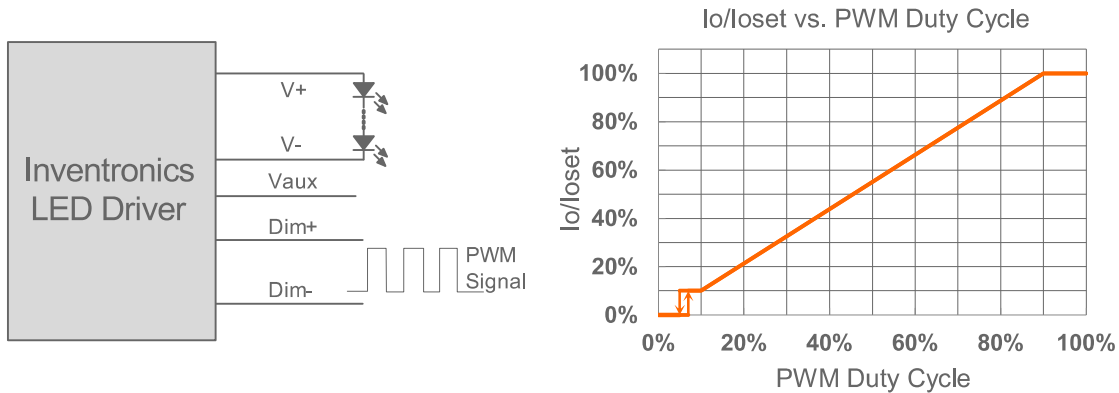 Inventronics
LED Driver
V+
V-
Vaux
Dim+
Dim-
PWM
Signal
Io/Ioset vs. PWM Duty Cycle
Io/Ioset
100%
80%
60%
40%
20%
0%
0% 20% 40% 60% 80% 100%
PWM Duty Cycle